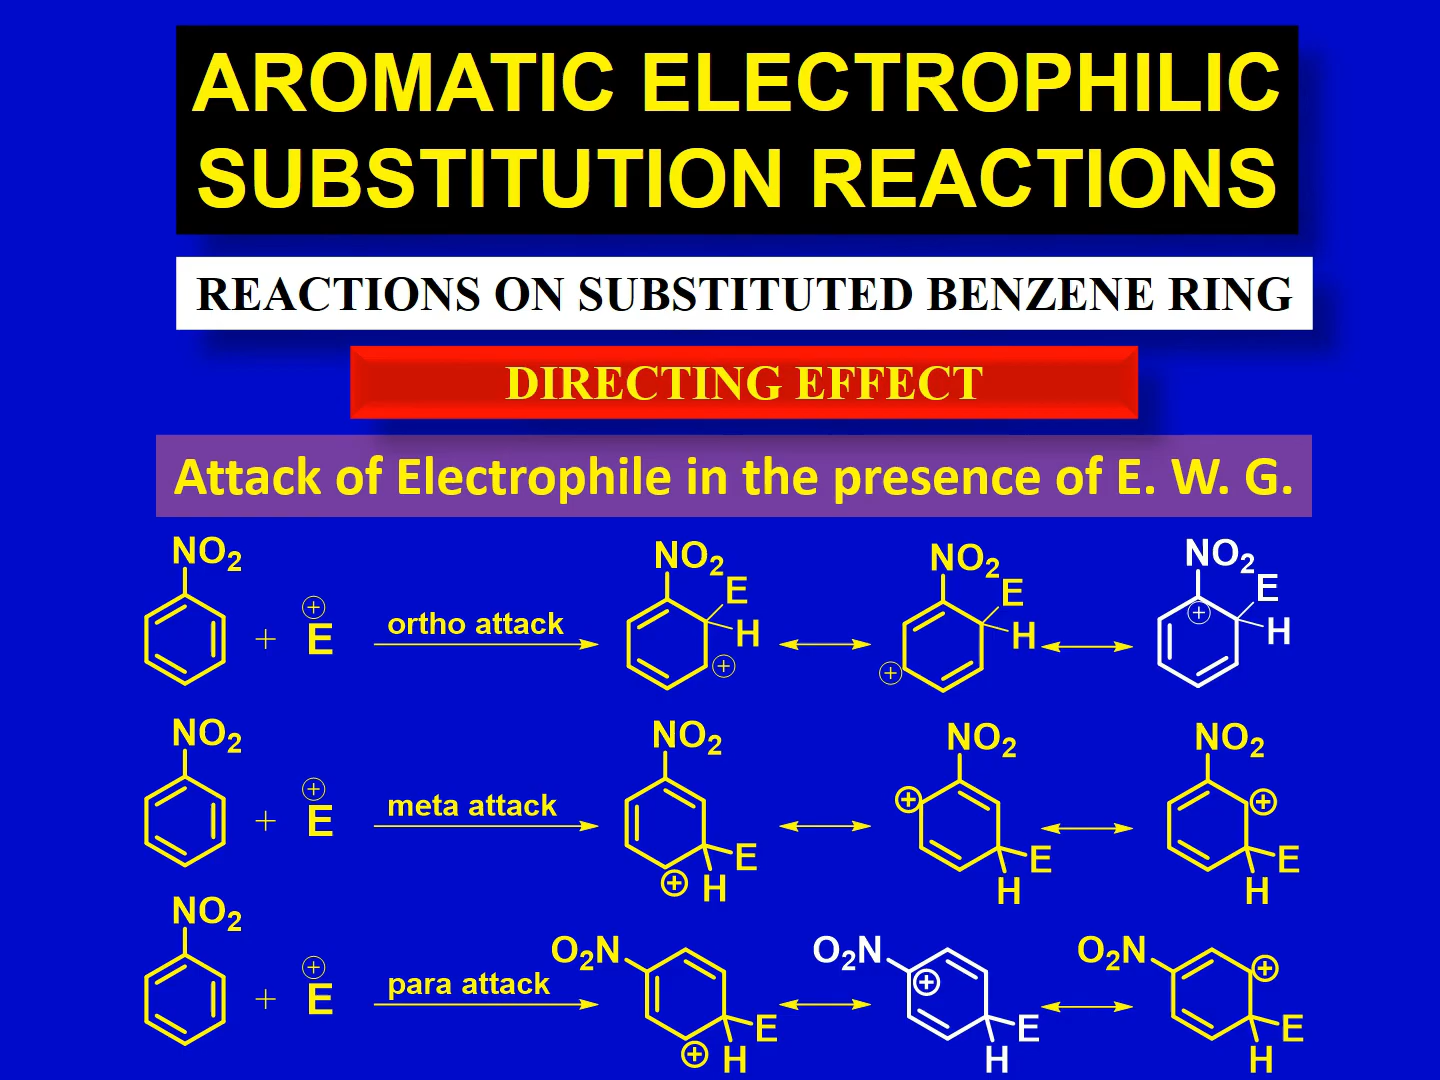 AROMATIC ELECTROPHILIC
SUBSTITUTION REACTIONS
REACTIONS ON SUBSTITUTED BENZENE RING
DIRECTING EFFECT
Attack of Electrophile in the presence of E. W. G.
NO₂ NO₂ NO₂ NO₂
E E E
+ ⊕ E ortho attack H ⊕ H ⊕ H ⊕
NO₂ NO₂ NO₂ NO₂
+ ⊕ E meta attack E H ⊕ ⊕ E H ⊕ E H
NO₂ O₂N O₂N O₂N
+ ⊕ E para attack E H ⊕ ⊕ E H ⊕ E H